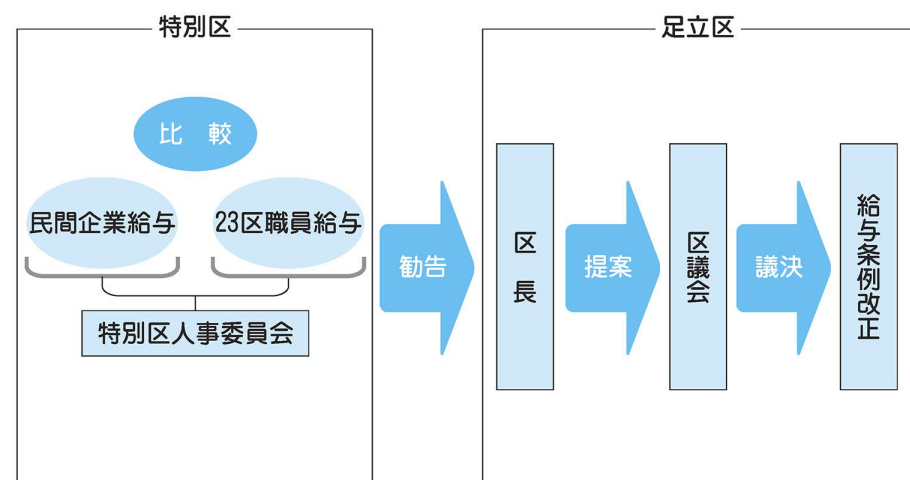 特別区
比 較
民間企業給与
23区職員給与
特別区人事委員会
勧告
足立区
区長
提案
区議会
議決
給与条例改正